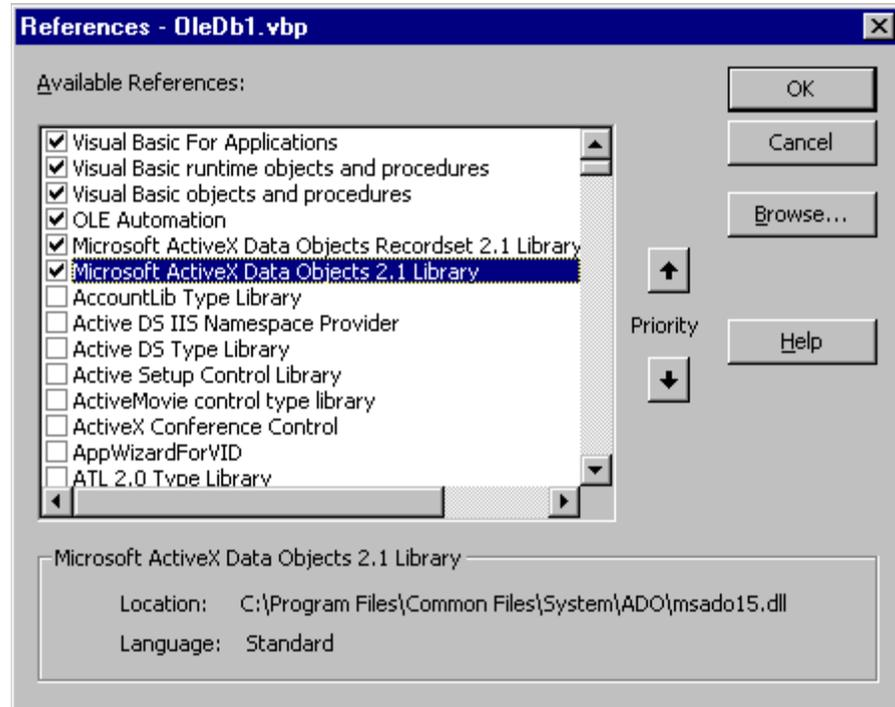 References - OleDb1.vbp
Available References:
OK
Cancel
Browse...
Priority
Help
Visual Basic For Applications
Visual Basic runtime objects and procedures
Visual Basic objects and procedures
OLE Automation
Microsoft ActiveX Data Objects Recordset 2.1 Library
Microsoft ActiveX Data Objects 2.1 Library
AccountLib Type Library
Active DS IIS Namespace Provider
Active DS Type Library
Active Setup Control Library
ActiveMovie control type library
ActiveX Conference Control
AppWizardForVID
ATL 2.0 Type Library
Microsoft ActiveX Data Objects 2.1 Library
Location: C:\Program Files\Common Files\System\ADO\msado15.dll
Language: Standard